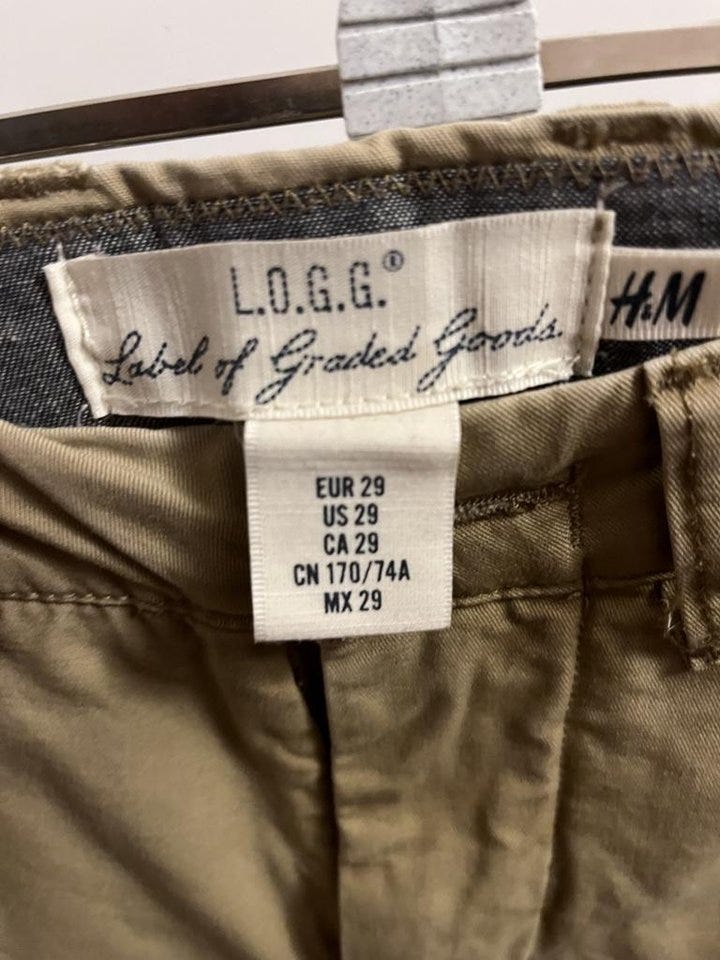 L.O.G.G.®
Label of Graded Goods
H&M
EUR 29
US 29
CA 29
CN 170/74A
MX 29